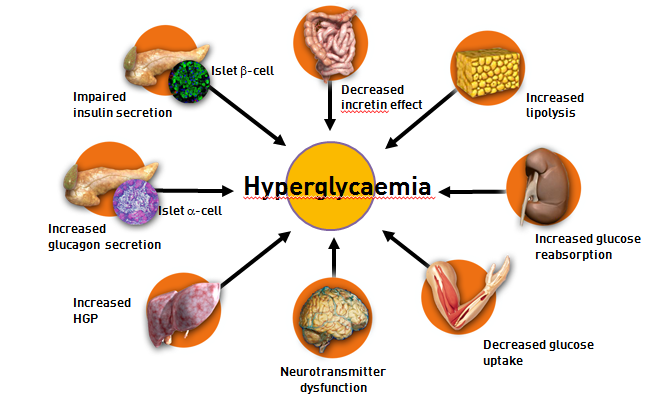 Islet β-cell
Impaired
insulin secretion
Decreased
incretin effect
Increased
lipolysis
Hyperglycaemia
Islet α-cell
Increased
glucagon secretion
Increased glucose
reabsorption
Increased
HGP
Neurotransmitter
dysfunction
Decreased glucose
uptake